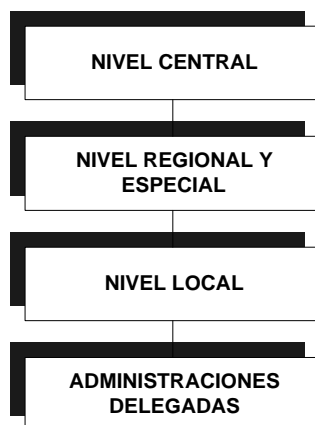 NIVEL CENTRAL
NIVEL REGIONAL Y
ESPECIAL
NIVEL LOCAL
ADMINISTRACIONES
DELEGADAS